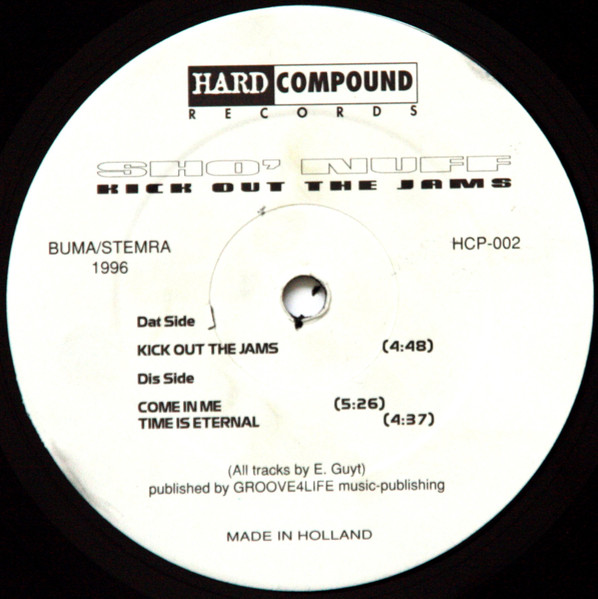 HARD COMPOUND
RECORDS
SHO' NUFF
KICK OUT THE JAMS
BUMA/STEMRA
1996
HCP-002
Dat Side
KICK OUT THE JAMS (4:48)
Dis Side
COME IN ME (5:26)
TIME IS ETERNAL (4:37)
(All tracks by E. Guyt)
published by GROOVE4LIFE music-publishing
MADE IN HOLLAND